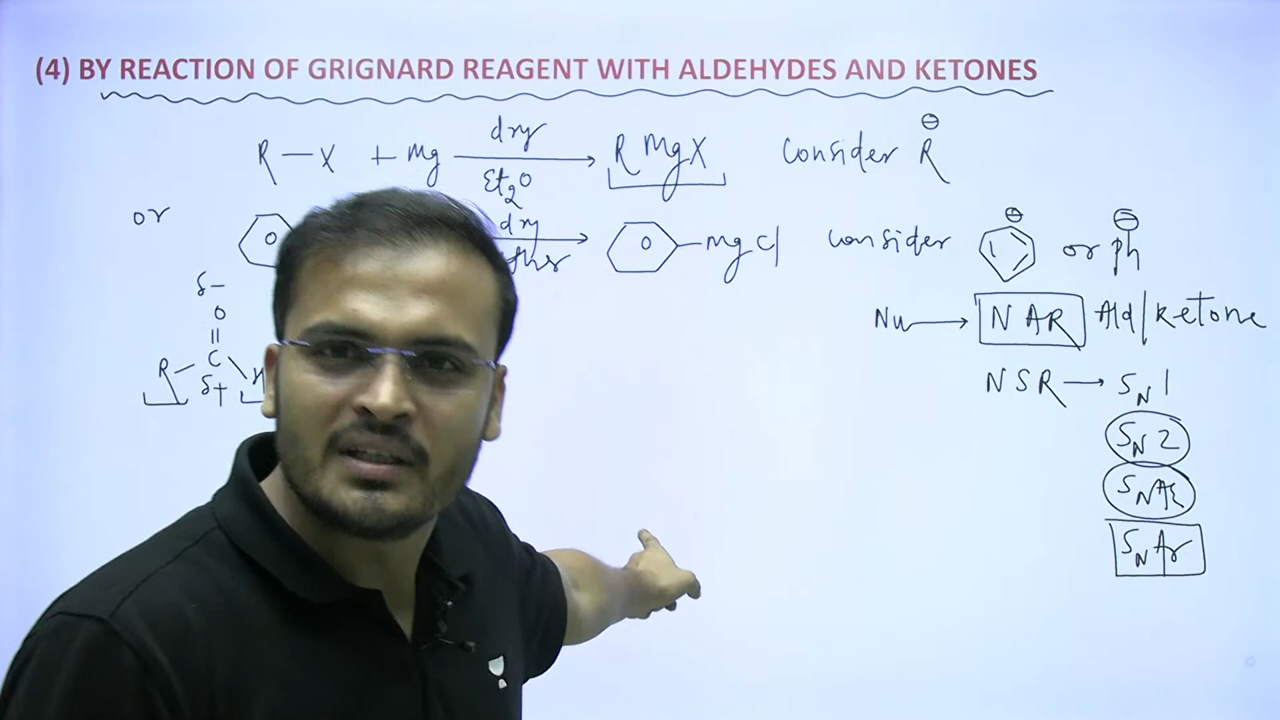 (4) BY REACTION OF GRIGNARD REAGENT WITH ALDEHYDES AND KETONES
R—X + Mg dry Et2O → R MgX consider R⊖
or dry → MgCl consider ⊖ or Ph⊖
δ–
O
||
R C
δ+
Nu → NAR Ald/Ketone
NSR → SN1
SN2
SNAE
SNAr